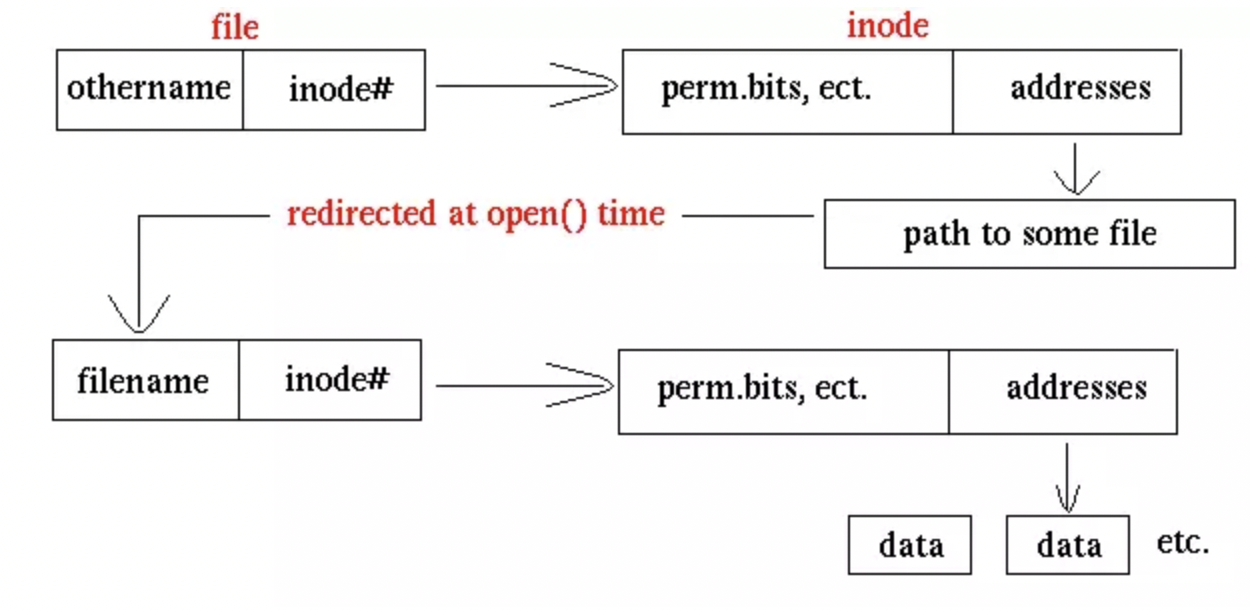 file
inode
othername
inode#
perm.bits, ect.
addresses
redirected at open() time
path to some file
filename
inode#
perm.bits, ect.
addresses
data
data
etc.